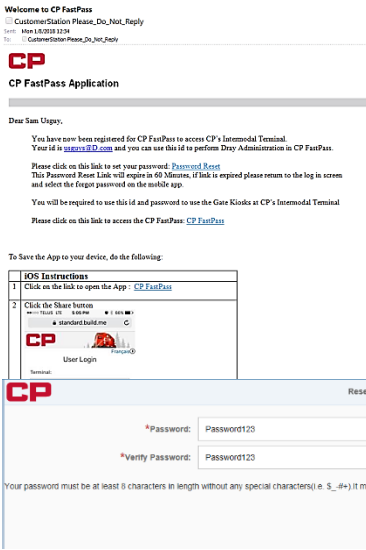 Welcome to CP FastPass
CustomerStation Please_Do_Not_Reply
Sent: Mon 1/8/2018 12:34
To: CustomerStation Please_Do_Not_Reply
CP
CP FastPass Application
Dear Sam Usguy,
You have now been registered for CP FastPass to access CP's Intermodal Terminal.
Your id is usguys@D.com and you can use this id to perform Dray Administration in CP FastPass.
Please click on this link to set your password: Password Reset
This Password Reset Link will expire in 60 Minutes, if link is expired please return to the log in screen
and select the forgot password on the mobile app.
You will be required to use this id and password to use the Gate Kiosks at CP's Intermodal Terminal
Please click on this link to access the CP FastPass: CP FastPass
To Save the App to your device, do the following:
iOS Instructions
1 Click on the link to open the App : CP FastPass
2 Click the Share button
TELUS LTE 5:05 PM 86%
standard.build.me
CP
Français
User Login
Terminal:
CP
Rese
*Password: Password123
*Verify Password: Password123
Your password must be at least 8 characters in length without any special characters(i.e. $_-#+).It m